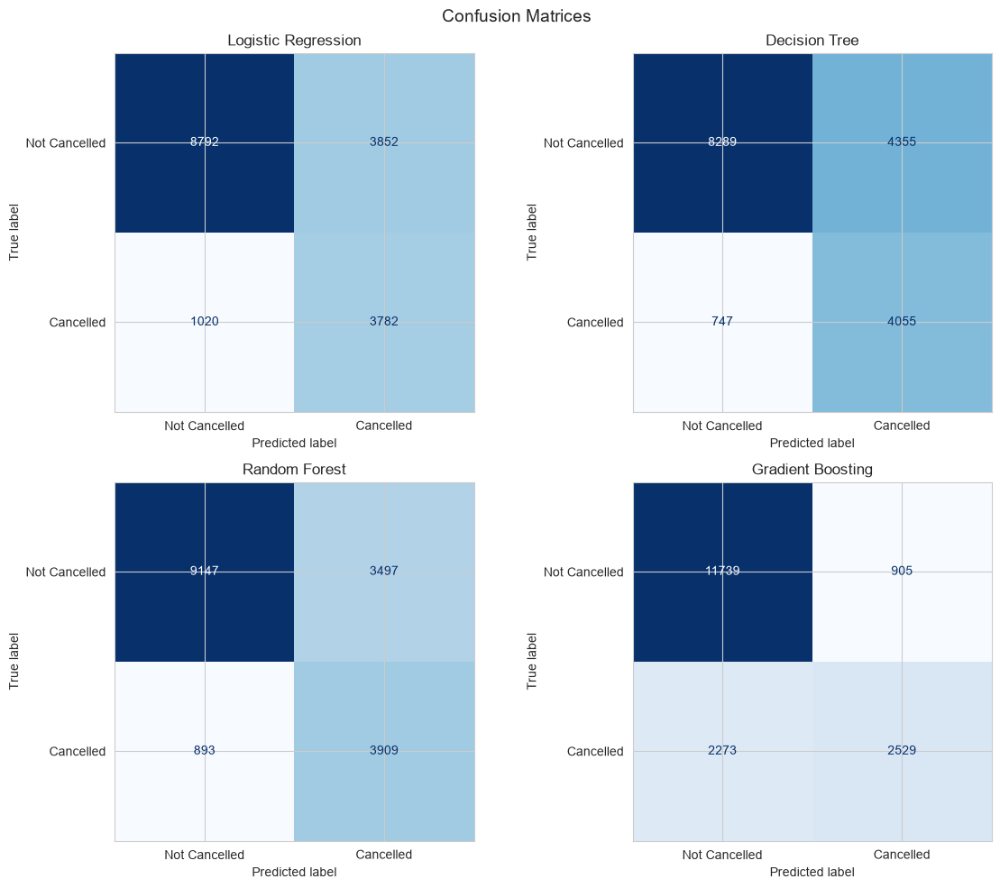 Confusion Matrices
Logistic Regression
Not Cancelled
8792
3852
True label
Cancelled
1020
3782
Not Cancelled
Cancelled
Predicted label
Decision Tree
Not Cancelled
8289
4355
True label
Cancelled
747
4055
Not Cancelled
Cancelled
Predicted label
Random Forest
Not Cancelled
9147
3497
True label
Cancelled
893
3909
Not Cancelled
Cancelled
Predicted label
Gradient Boosting
Not Cancelled
11739
905
True label
Cancelled
2273
2529
Not Cancelled
Cancelled
Predicted label